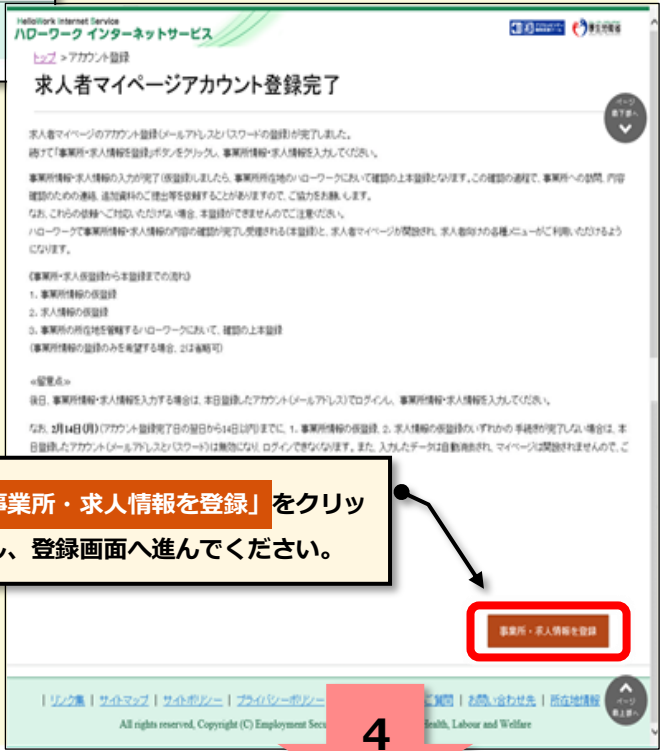 HelloWork Internet Service
ハローワーク インターネットサービス
厚生労働省
トップ > アカウント登録
求人者マイページアカウント登録完了
ページ
最下部へ
求人者マイページのアカウント登録(メールアドレスとパスワードの登録)が完了しました。
続けて「事業所・求人情報を登録」ボタンをクリックし、事業所情報・求人情報を入力してください。
事業所情報・求人情報の入力が完了(仮登録)しましたら、事業所所在地のハローワークにおいて確認の上本登録となります。この確認の過程で、事業所への訪問、内容
確認のための連絡、追加資料のご提出等を依頼することがありますので、ご協力をお願いします。
なお、これらの依頼へご対応いただけない場合、本登録ができませんのでご注意ください。
ハローワークで事業所情報・求人情報の内容の確認が完了し受理される(本登録)と、求人者マイページが開設され、求人者向けの各種メニューがご利用いただけるよう
になります。
《事業所・求人仮登録から本登録までの流れ》
1. 事業所情報の仮登録
2. 求人情報の仮登録
3. 事業所の所在地を管轄するハローワークにおいて、確認の上本登録
(事業所情報の登録のみを希望する場合、2は省略可)
≪留意点≫
後日、事業所情報・求人情報を入力する場合は、本日登録したアカウント(メールアドレス)でログインし、事業所情報・求人情報を入力してください。
なお、2月14日(月)(アカウント登録完了日の翌日から14日以内)までに、1. 事業所情報の仮登録、2. 求人情報の仮登録のいずれかの手続きが完了しない場合は、本
日登録したアカウント(メールアドレスとパスワード)は無効になり、ログインできなくなります。また、入力したデータは自動消去され、マイページは開設されませんので、ご
事業所・求人情報を登録」をクリッ
し、登録画面へ進んでください。
事業所・求人情報を登録
| リンク集 | サイトマップ | サイトポリシー | プライバシーポリシー
ご質問 | お問い合わせ先 | 所在地情報
ページ
最上部へ
All rights reserved, Copyright (C) Employment Secu
Health, Labour and Welfare
4